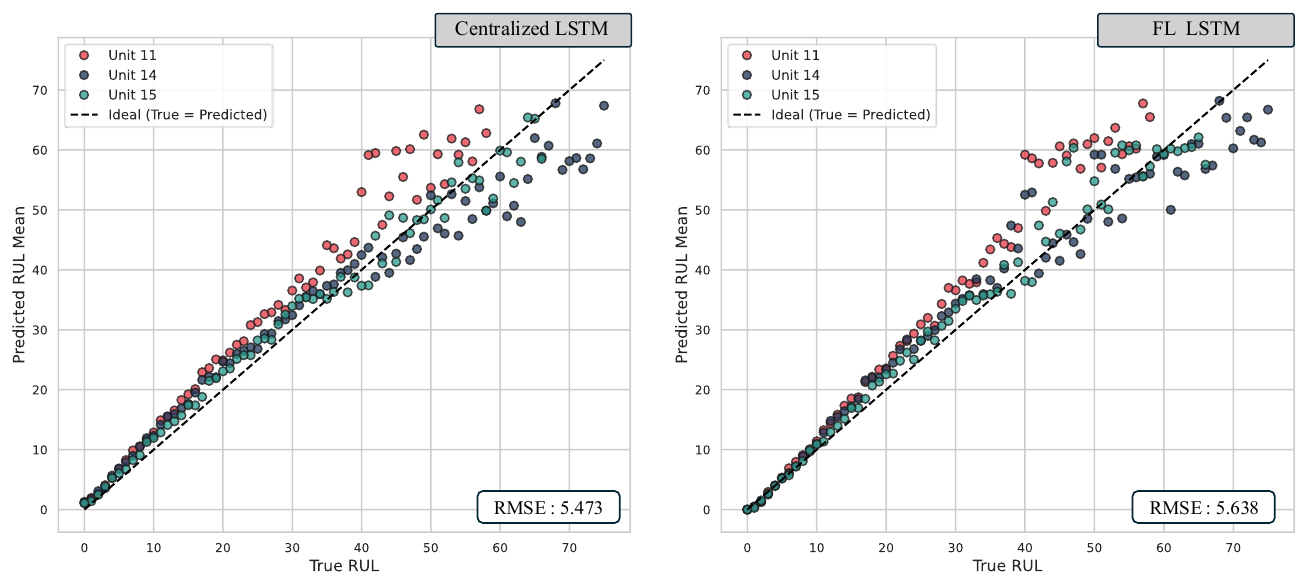 Centralized LSTM
Unit 11
Unit 14
Unit 15
Ideal (True = Predicted)
Predicted RUL Mean
70
60
50
40
30
20
10
0
RMSE : 5.473
0 10 20 30 40 50 60 70
True RUL
FL LSTM
Unit 11
Unit 14
Unit 15
Ideal (True = Predicted)
Predicted RUL Mean
70
60
50
40
30
20
10
0
RMSE : 5.638
0 10 20 30 40 50 60 70
True RUL